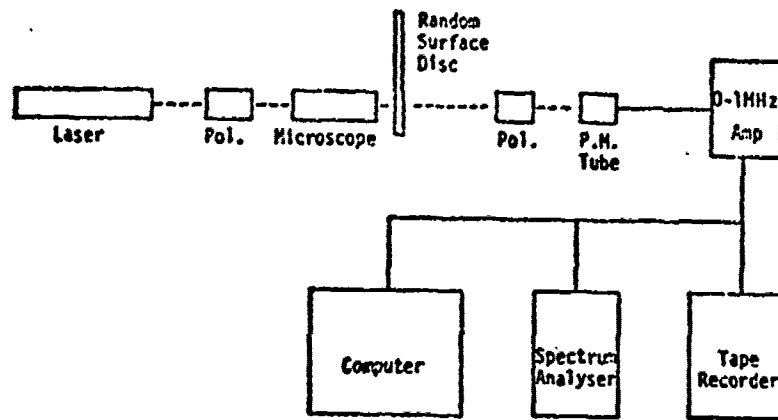 Random
Surface
Disc
Laser
Pol.
Microscope
Pol.
P.M.
Tube
0-1MHz
Amp
Computer
Spectrum
Analyser
Tape
Recorder